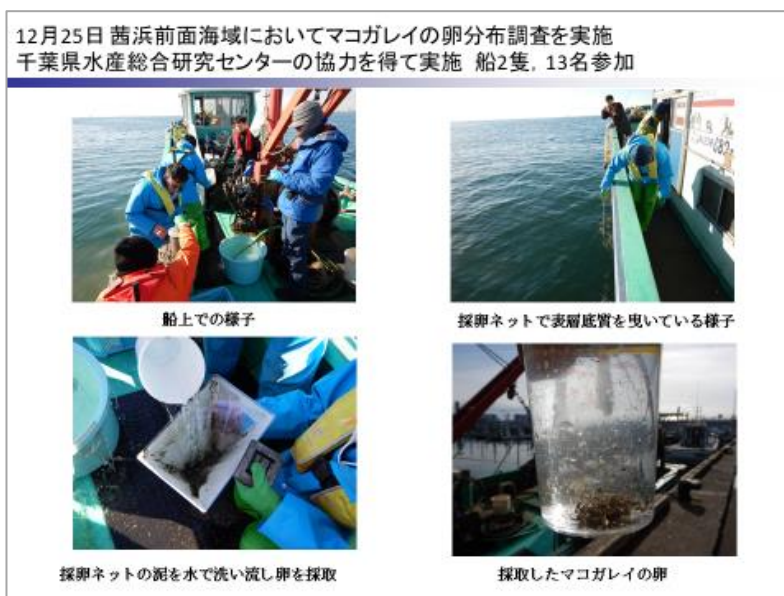 12月25日 茜浜前面海域においてマコガレイの卵分布調査を実施
千葉県水産総合研究センターの協力を得て実施 船2隻，13名参加
船上での様子
採卵ネットで表層底質を曳いている様子
採卵ネットの泥を水で洗い流し卵を採取
採取したマコガレイの卵